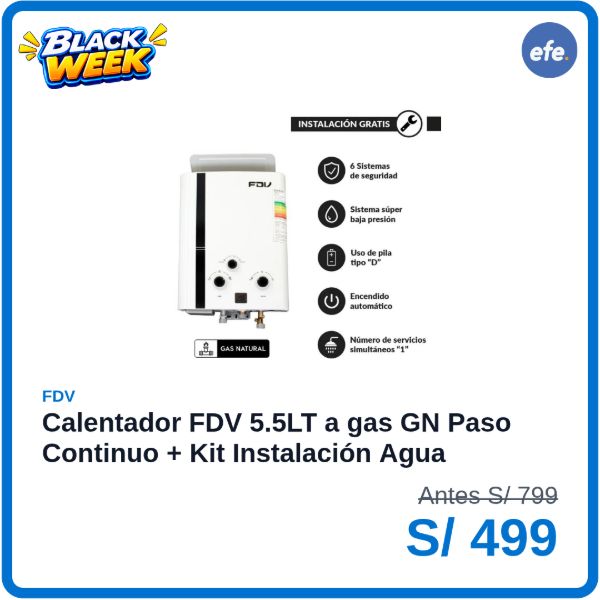 BLACK
WEEK
efe.
INSTALACIÓN GRATIS
FDV
6 Sistemas
de seguridad
Sistema súper
baja presión
Uso de pila
tipo “D”
Encendido
automático
Número de servicios
simultáneos “1”
GAS NATURAL
FDV
Calentador FDV 5.5LT a gas GN Paso
Continuo + Kit Instalación Agua
Antes S/ 799
S/ 499